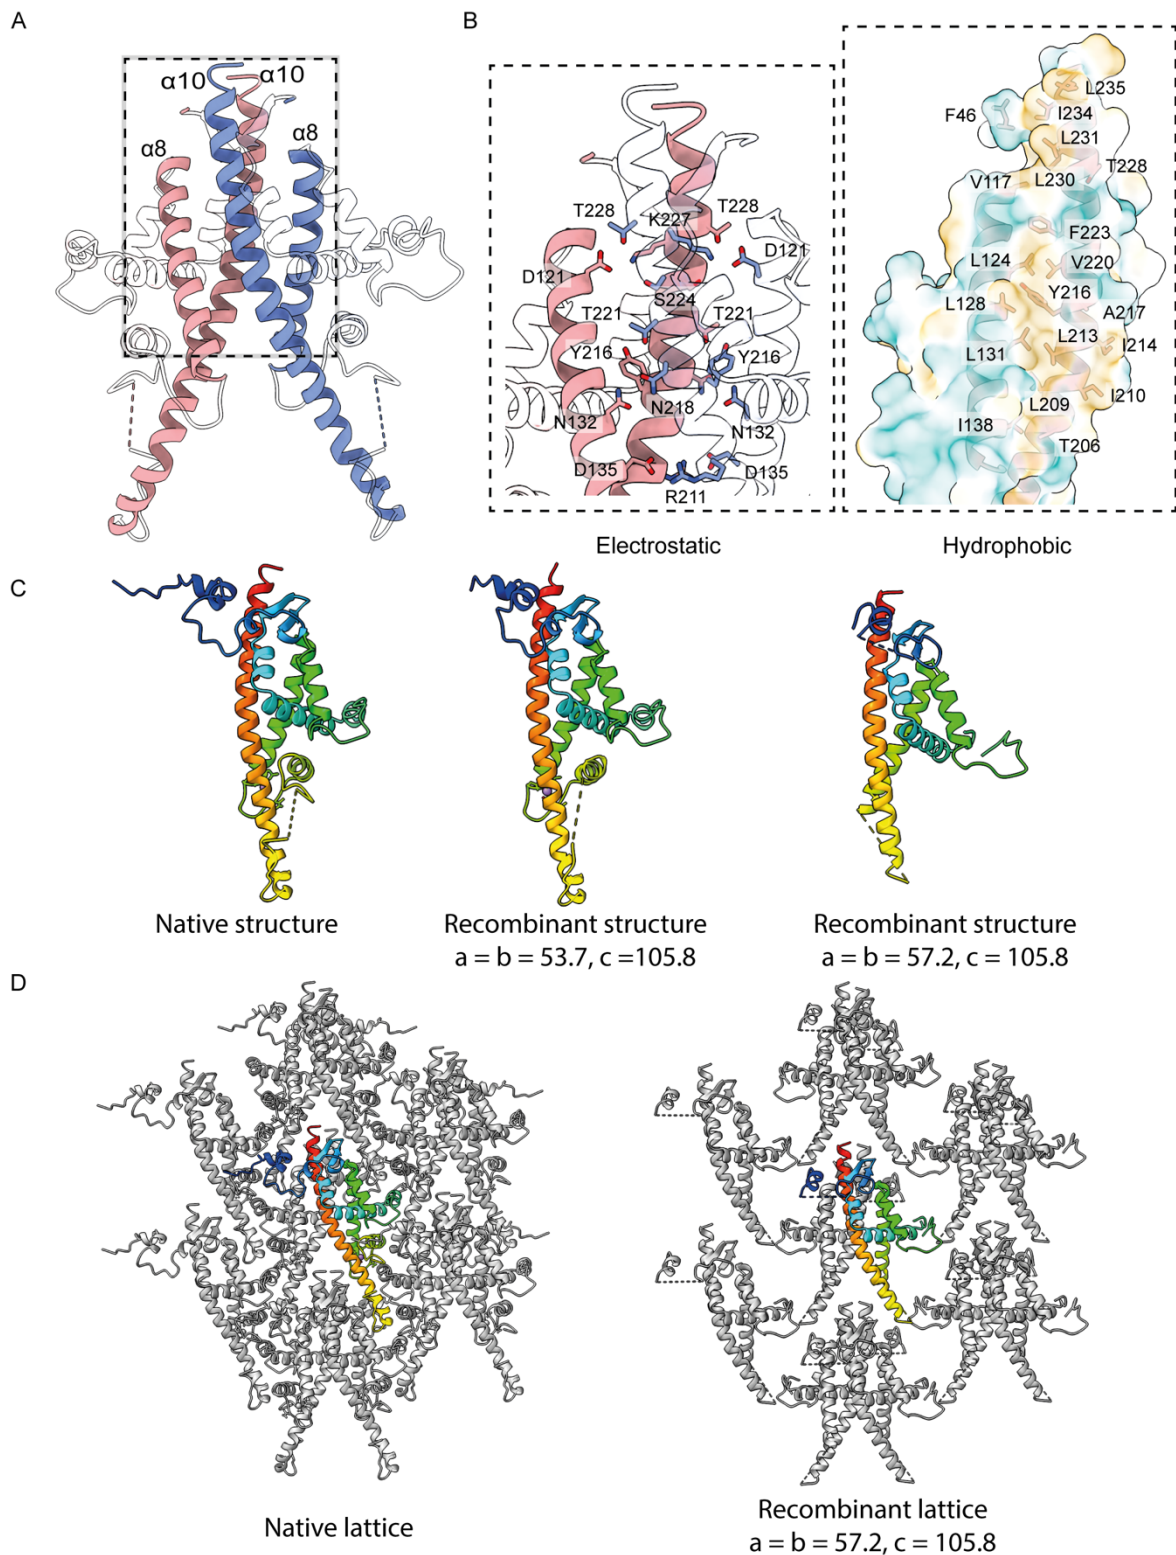 A
α10
α10
α8
α8
B
T228
K227
T228
D121
D121
S224
T221
T221
Y216
Y216
N218
N132
N132
D135
D135
R211
Electrostatic
L235
F46
I234
L231
T228
V117
L230
F223
L124
V220
Y216
L128
A217
L213
I214
L131
I210
L209
I138
T206
Hydrophobic
C
Native structure
Recombinant structure
a = b = 53.7, c =105.8
Recombinant structure
a = b = 57.2, c = 105.8
D
Native lattice
Recombinant lattice
a = b = 57.2, c = 105.8